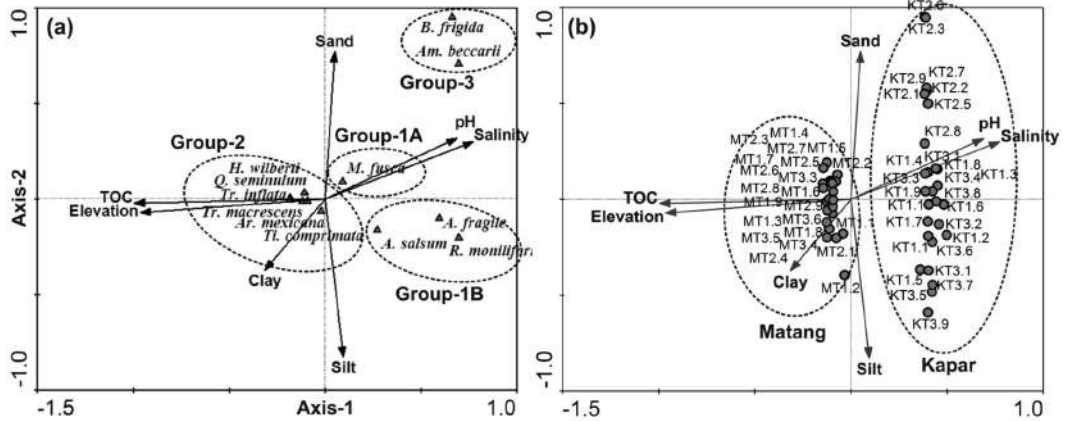 (a)
1.0
Axis-2
-1.0
Sand
B. frigida
Am. beccarii
Group-3
pH
Salinity
Group-1A
Group-2
M. fusca
H. wilberti
Q. seminulum
Tr. inflata
TOC
Elevation
Tr. macrescens
Ar. mexicana
Ti. comprimata
A. fragile
A. salsum
R. moniliforr
Clay
Group-1B
Silt
-1.5
Axis-1
1.0
(b)
1.0
-1.0
Sand
KT2.3
KT2.9
KT2.7
KT2.2
KT2.1
KT2.5
pH
KT2.8
Salinity
MT1.4
MT2.3
MT2.7
MT1.5
MT1.7
MT2.5
MT2.2
MT2.6
MT3.3
MT2.8
MT1.6
MT1.9
MT2.9
MT1.3
MT3.6
MT1.1
MT3.5
MT1.8
MT3.4
MT2.1
MT2.4
MT1.2
KT1.4
KT1.8
KT3.3
KT1.3
KT3.4
KT1.9
KT3.8
KT1.1
KT1.6
KT1.7
KT3.2
KT1.2
KT1.1
KT3.6
KT1.5
KT3.1
KT3.7
KT3.5
KT3.9
TOC
Elevation
Clay
Matang
Silt
Kapar
-1.5
1.0